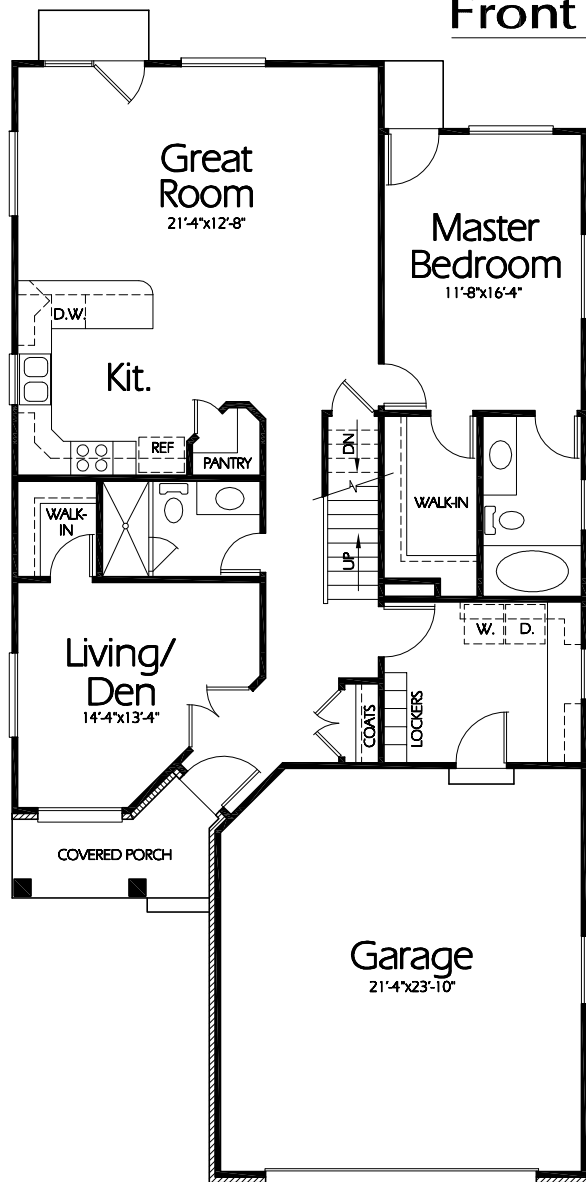 Front
Great
Room
21'-4"x12'-8"
Master
Bedroom
11'-8"x16'-4"
D.W.
Kit.
REF
PANTRY
DN
WALK-IN
WALK-
IN
UP
W.
D.
Living/
Den
14'-4"x13'-4"
COATS
LOCKERS
COVERED PORCH
Garage
21'-4"x23'-10"